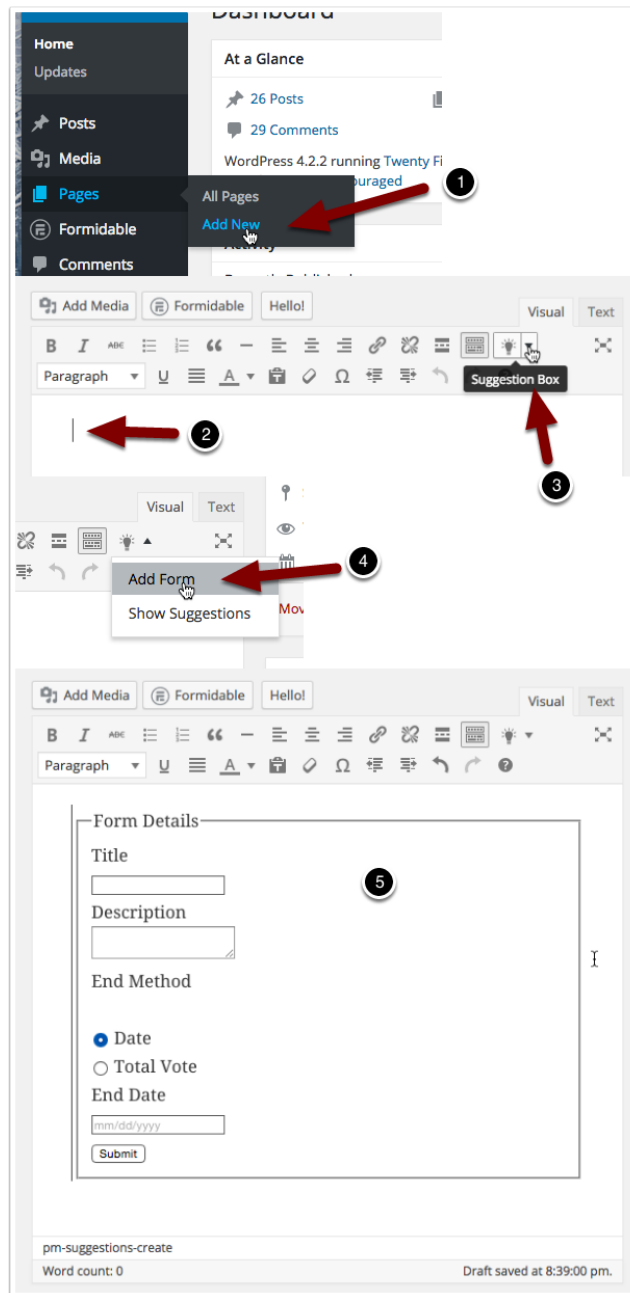 Dashboard
Home
Updates
At a Glance
26 Posts
29 Comments
Posts
Media
WordPress 4.2.2 running Twenty Fi
ouraged
1
Pages
All Pages
Add New
Formidable
Activity
Comments
Add Media
Formidable
Hello!
Visual
Text
B I ABC
Paragraph
U
A
Ω
Suggestion Box
2
3
Visual
Text
4
Add Form
Mov
Show Suggestions
Add Media
Formidable
Hello!
Visual
Text
B I ABC
Paragraph
U
A
Ω
Form Details
Title
5
Description
End Method
Date
Total Vote
End Date
mm/dd/yyyy
Submit
pm-suggestions-create
Word count: 0
Draft saved at 8:39:00 pm.